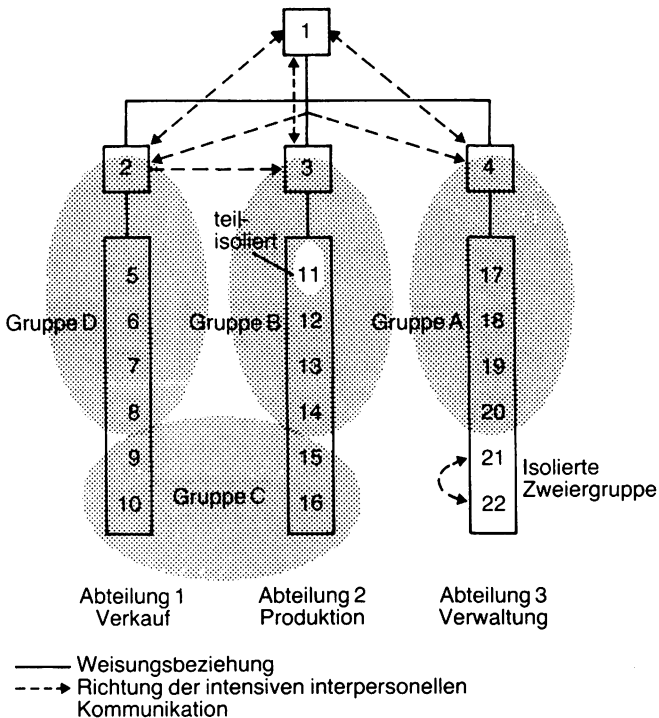 1
2
3
4
teil-
isoliert
5
11
17
Gruppe D
6
Gruppe B
12
Gruppe A
18
7
13
19
8
14
20
9
15
21
Isolierte
Zweiergruppe
10
Gruppe C
16
22
Abteilung 1
Verkauf
Abteilung 2
Produktion
Abteilung 3
Verwaltung
Weisungsbeziehung
Richtung der intensiven interpersonellen
Kommunikation